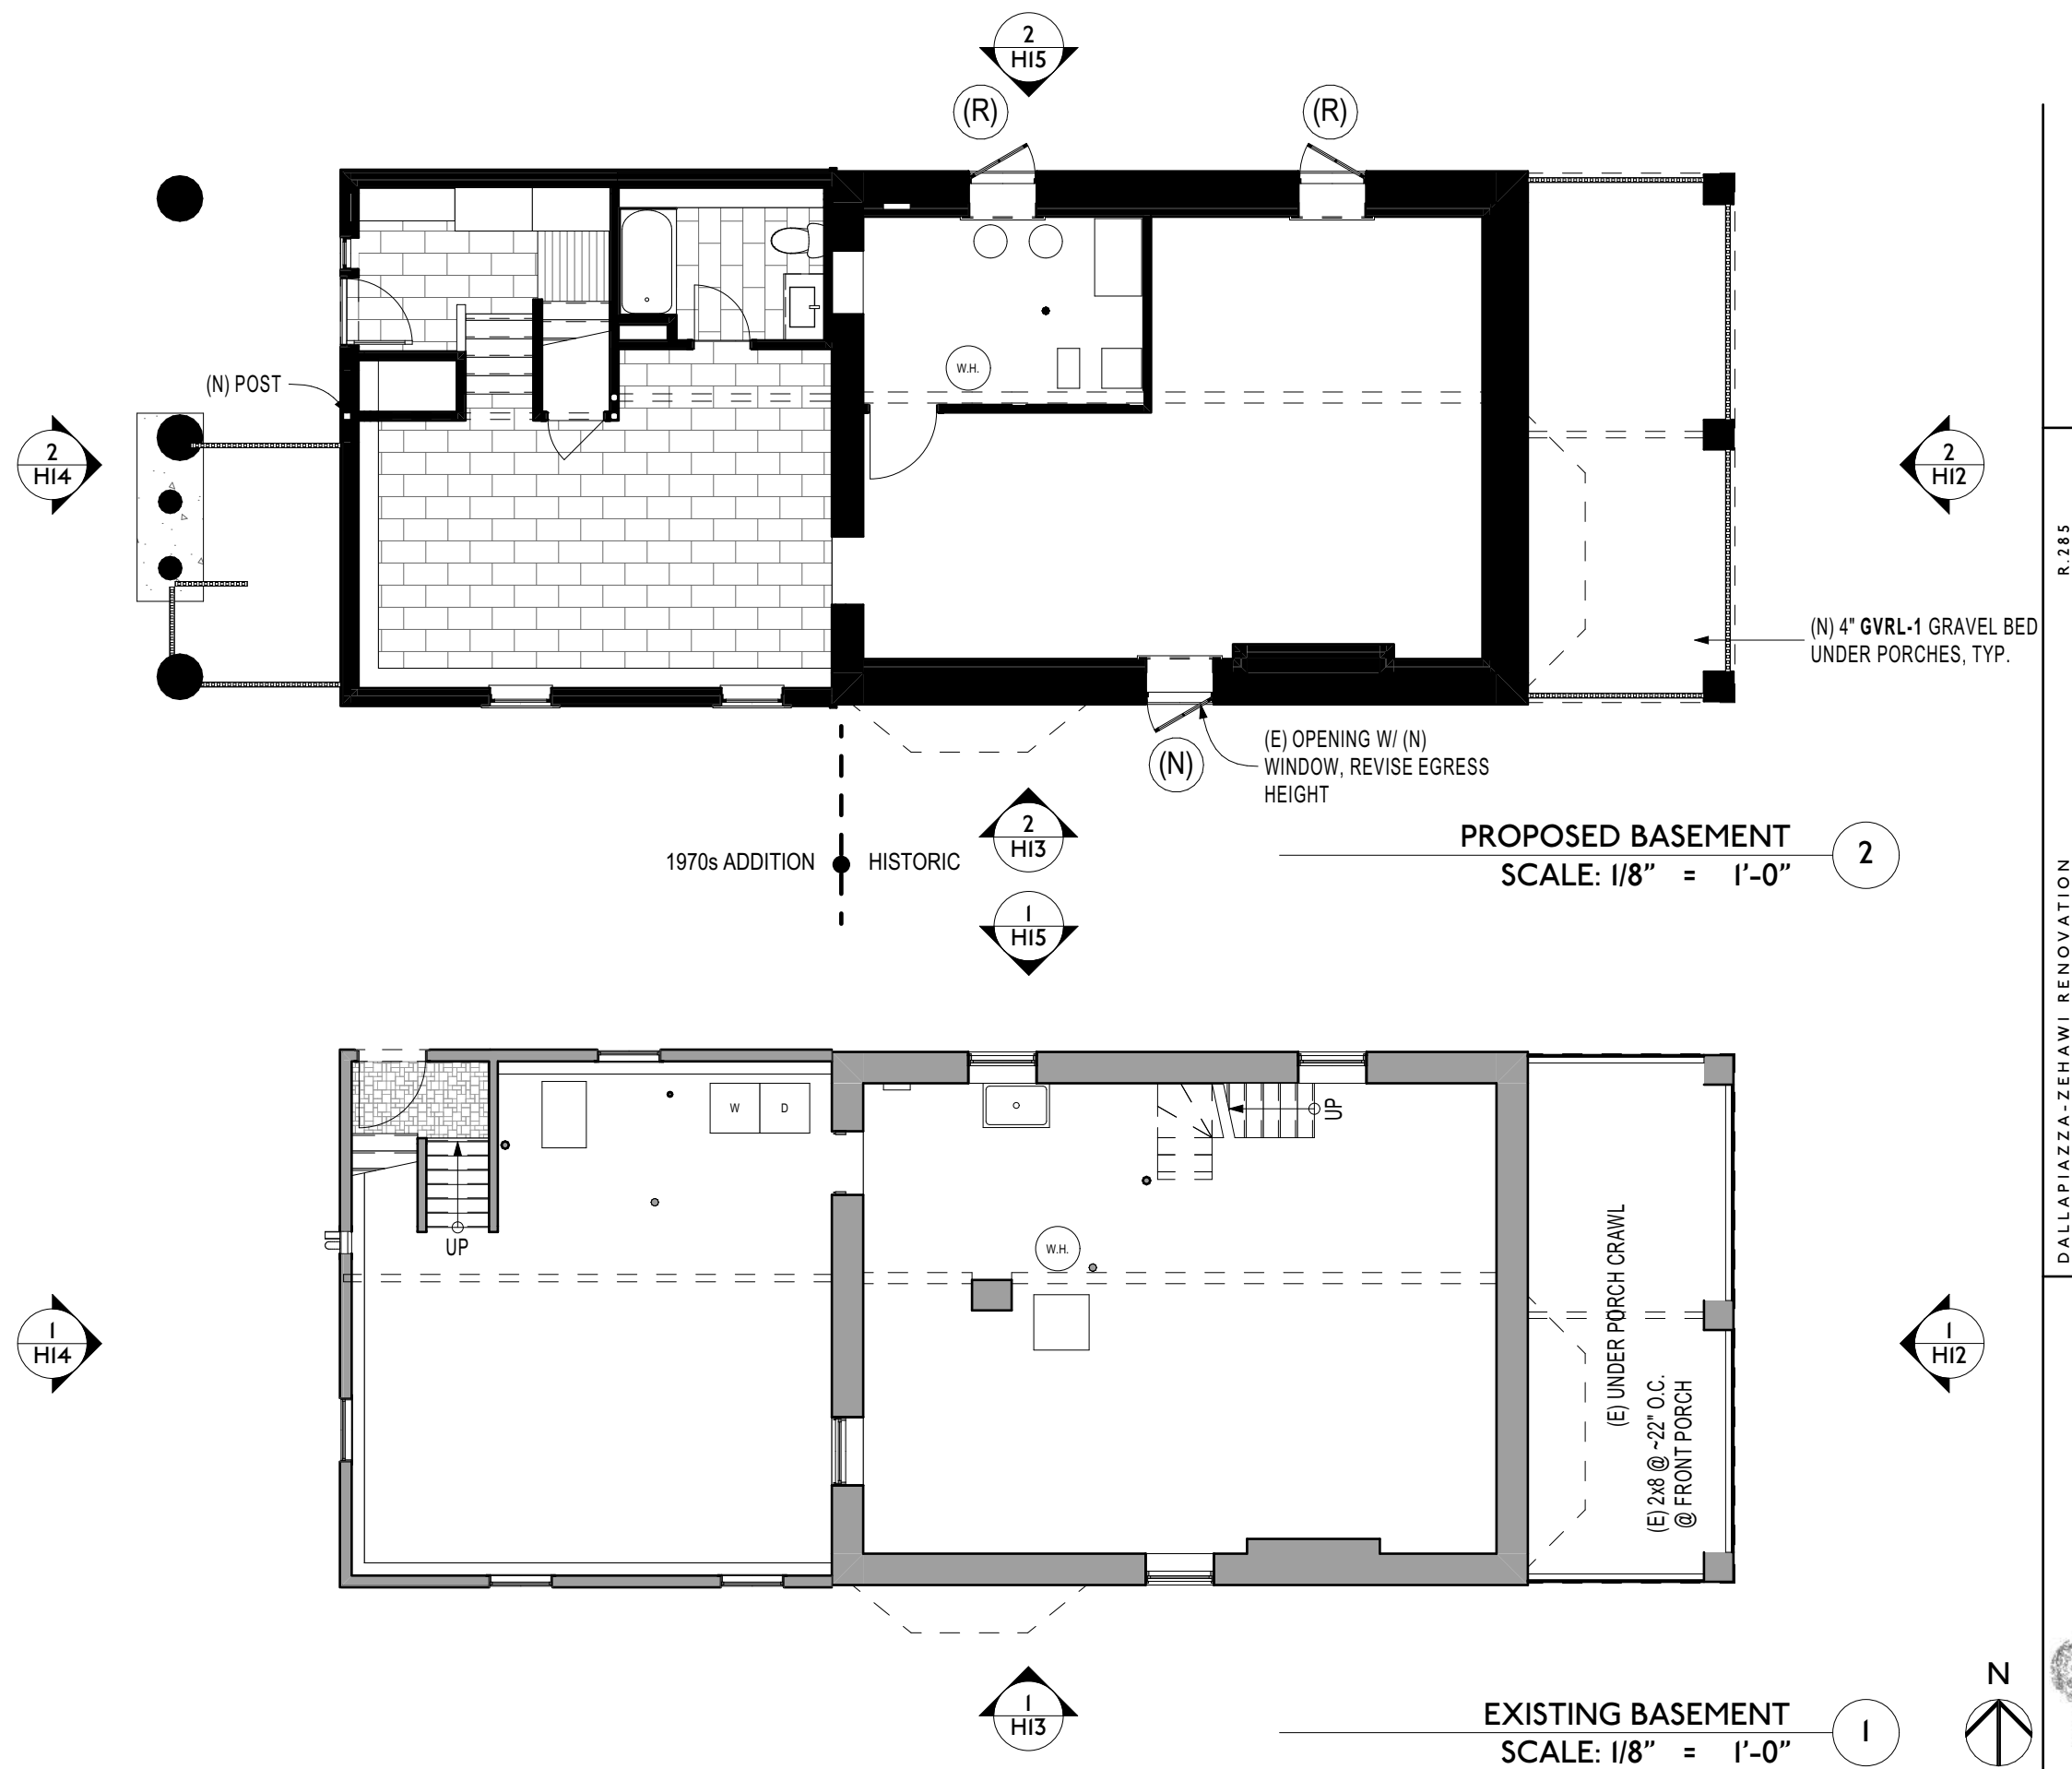 2
H15
(R)
(R)
(N) POST
W.H.
2
H14
2
H12
(N) 4" GVRL-1 GRAVEL BED
UNDER PORCHES, TYP.
(E) OPENING W/ (N)
WINDOW, REVISE EGRESS
HEIGHT
(N)
2
H13
1970s ADDITION
HISTORIC
PROPOSED BASEMENT
SCALE: 1/8" = 1'-0"
2
1
H15
W
D
UP
UP
W.H.
1
H14
1
H12
(E) UNDER PORCH CRAWL
(E) 2x8 @ ~22" O.C.
@ FRONT PORCH
1
H13
EXISTING BASEMENT
SCALE: 1/8" = 1'-0"
1
N
R.285
DALLAPIAZZA-ZEHAWI RENOVATION